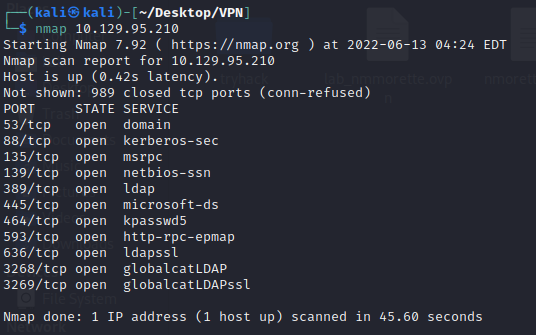 ┌──(kali㉿kali)-[~/Desktop/VPN]
└─$ nmap 10.129.95.210
Starting Nmap 7.92 ( https://nmap.org ) at 2022-06-13 04:24 EDT
Nmap scan report for 10.129.95.210
Host is up (0.42s latency).
Not shown: 989 closed tcp ports (conn-refused)
PORT     STATE SERVICE
53/tcp   open  domain
88/tcp   open  kerberos-sec
135/tcp  open  msrpc
139/tcp  open  netbios-ssn
389/tcp  open  ldap
445/tcp  open  microsoft-ds
464/tcp  open  kpasswd5
593/tcp  open  http-rpc-epmap
636/tcp  open  ldapssl
3268/tcp open  globalcatLDAP
3269/tcp open  globalcatLDAPssl
File System
Nmap done: 1 IP address (1 host up) scanned in 45.60 seconds
Network